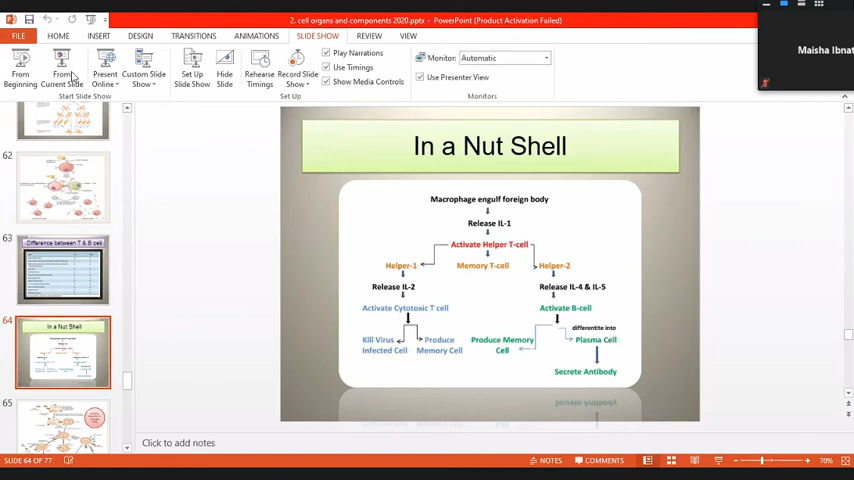 2. cell organs and components 2020.pptx - PowerPoint (Product Activation Failed)
FILE HOME INSERT DESIGN TRANSITIONS ANIMATIONS SLIDE SHOW REVIEW VIEW
Maisha Ibnat
From Beginning
From Current Slide
Present Online
Custom Slide Show
Set Up Slide Show
Hide Slide
Rehearse Timings
Record Slide Show
Play Narrations
Use Timings
Show Media Controls
Monitor: Automatic
Use Presenter View
Start Slide Show Set Up Monitors
62
63
Difference between T & B cell
64
In a Nut Shell
65
In a Nut Shell
Macrophage engulf foreign body
Release IL-1
Activate Helper T-cell
Helper-1 Memory T-cell Helper-2
Release IL-2 Release IL-4 & IL-5
Activate Cytotoxic T cell Activate B-cell
differentite into
Kill Virus Infected Cell
Produce Memory Cell
Produce Memory Cell
Plasma Cell
Secrete Antibody
Click to add notes
SLIDE 64 OF 77 NOTES COMMENTS 70%